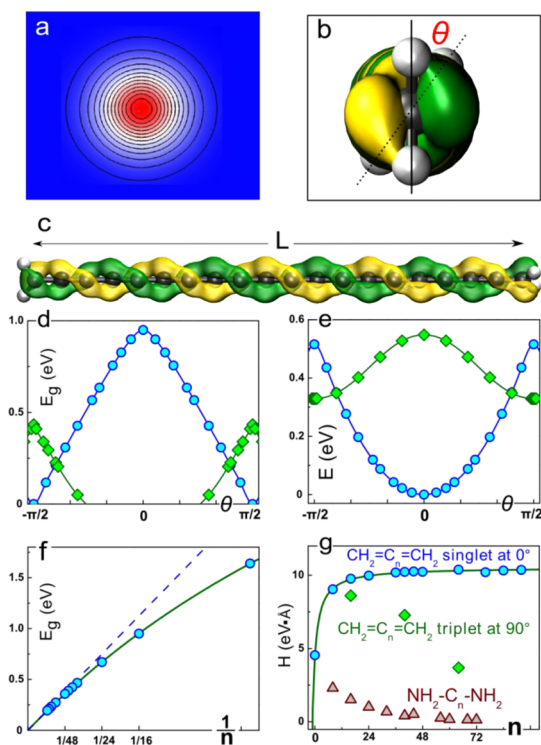 a
b
θ
c
L
d
1.0
E_g (eV)
0.5
0
-π/2
0
θ
π/2
e
0.6
0.4
E (eV)
0.2
0
-π/2
0
θ
π/2
f
1.5
E_g (eV)
1.0
0.5
0.0
1/48
1/24
1/16
1/n
g
CH₂=Cₙ=CH₂ singlet at 0°
10
H (eV•Å)
CH₂=Cₙ=CH₂ triplet at 90°
5
NH₂-Cₙ-NH₂
0
0
24
48
72
n